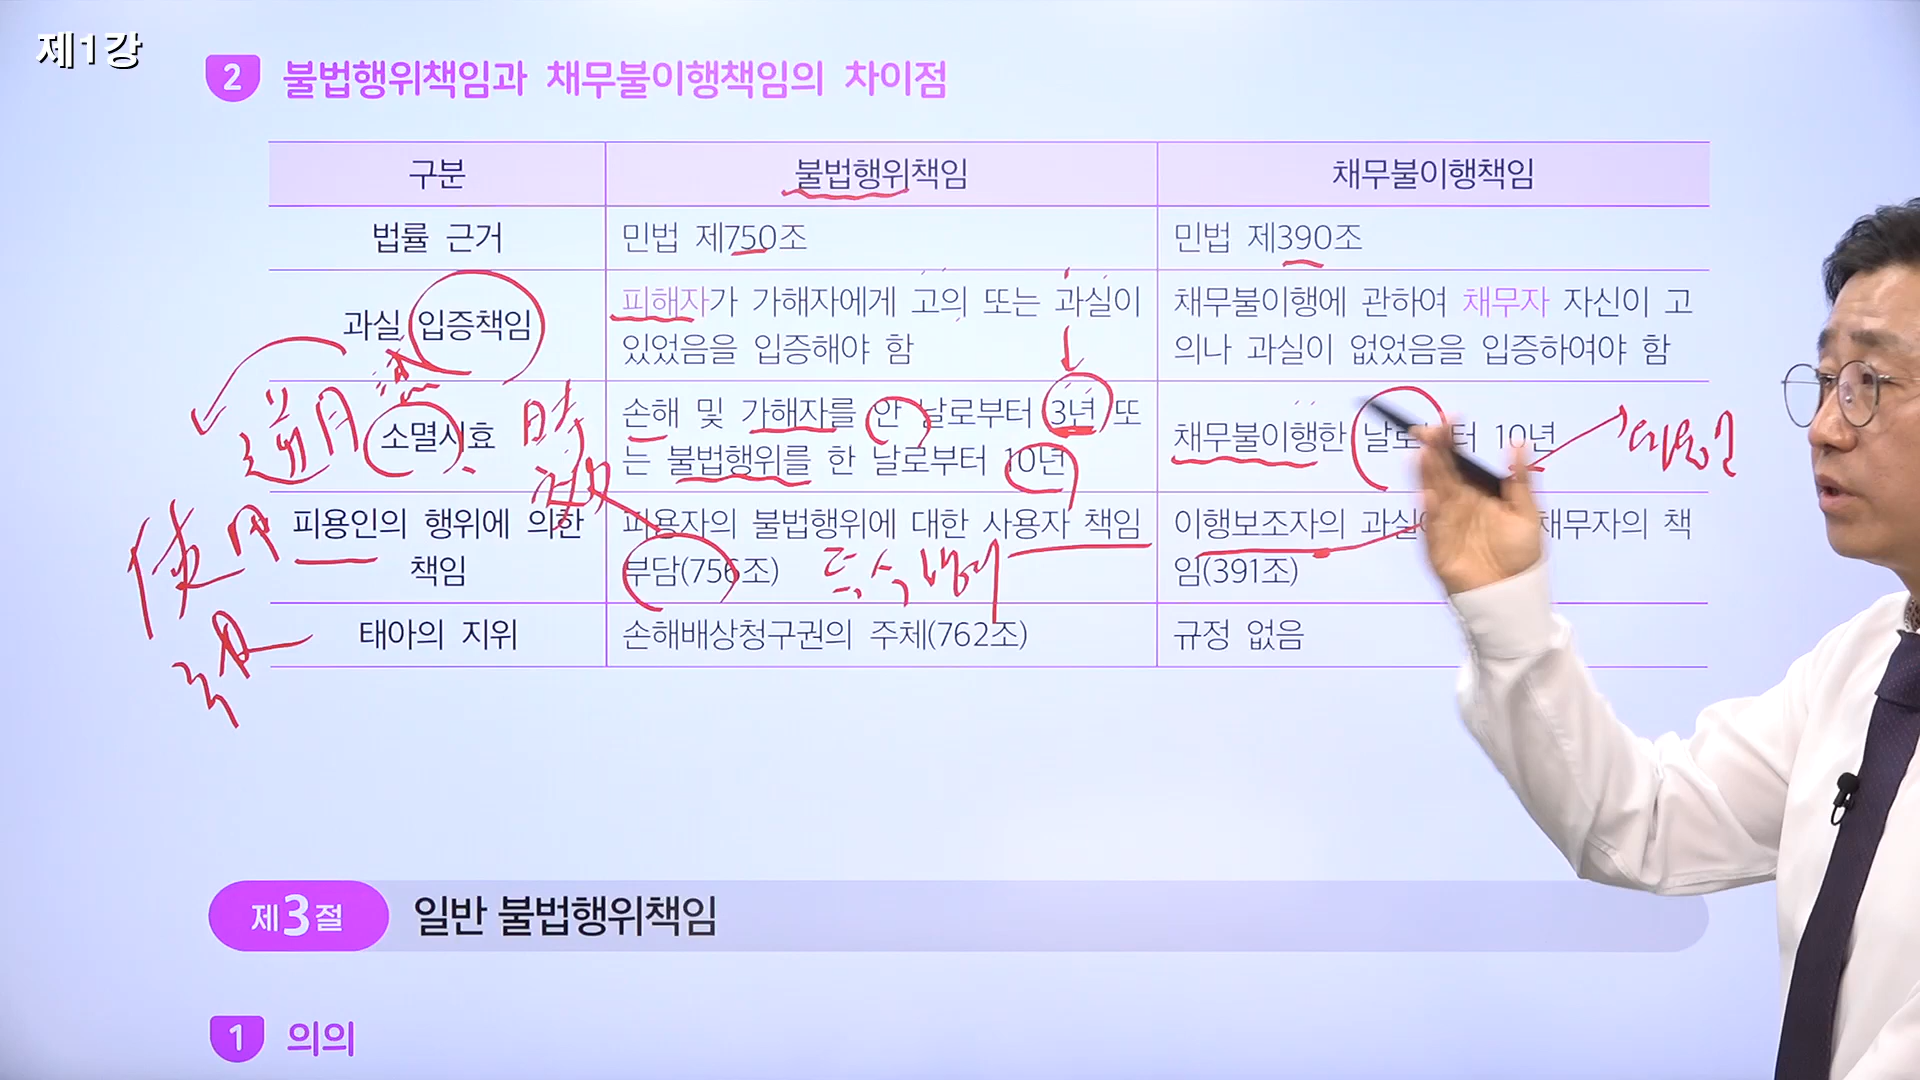 제1강
2 불법행위책임과 채무불이행책임의 차이점
구분 불법행위책임 채무불이행책임
법률 근거 민법 제750조 민법 제390조
과실 입증책임 피해자가 가해자에게 고의 또는 과실이 있었음을 입증해야 함 채무불이행에 관하여 채무자 자신이 고의나 과실이 없었음을 입증하여야 함
소멸시효 손해 및 가해자를 안 날로부터 3년 또는 불법행위를 한 날로부터 10년 채무불이행한 날로부터 10년
피용인의 행위에 의한 책임 피용자의 불법행위에 대한 사용자 책임 부담(756조) 이행보조자의 과실 채무자의 책임(391조)
태아의 지위 손해배상청구권의 주체(762조) 규정 없음
使用
제3절 일반 불법행위책임
1 의의